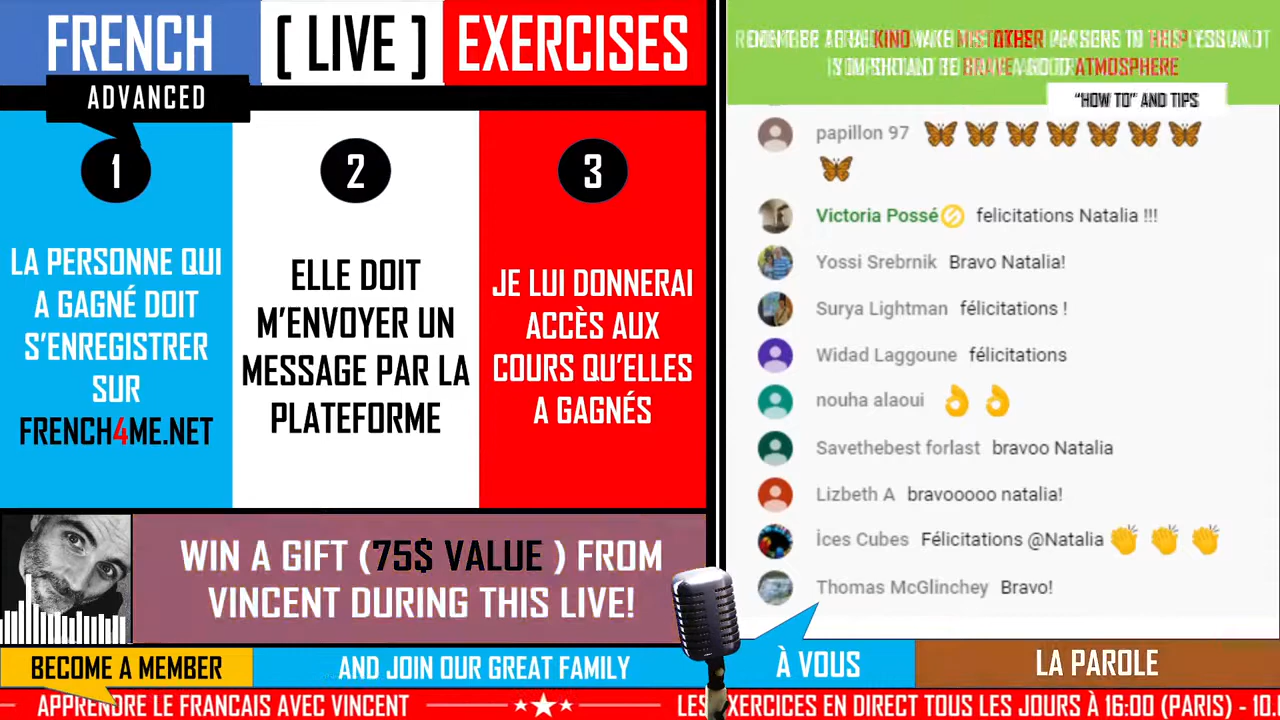 FRENCH [ LIVE ] EXERCISES
ADVANCED
1
LA PERSONNE QUI
A GAGNÉ DOIT
S'ENREGISTRER
SUR
FRENCH4ME.NET
2
ELLE DOIT
M'ENVOYER UN
MESSAGE PAR LA
PLATEFORME
3
JE LUI DONNERAI
ACCÈS AUX
COURS QU'ELLES
A GAGNÉS
WIN A GIFT (75$ VALUE ) FROM
VINCENT DURING THIS LIVE!
BECOME A MEMBER
AND JOIN OUR GREAT FAMILY
KIND
ATMOSPHERE
"HOW TO" AND TIPS
papillon 97
Victoria Possé felicitations Natalia !!!
Yossi Srebrnik Bravo Natalia!
Surya Lightman félicitations !
Widad Laggoune félicitations
nouha alaoui
Savethebest forlast bravoo Natalia
Lizbeth A bravooooo natalia!
İces Cubes Félicitations @Natalia
Thomas McGlinchey Bravo!
À VOUS
LA PAROLE
APPRENDRE LE FRANCAIS AVEC VINCENT
LES EXERCICES EN DIRECT TOUS LES JOURS À 16:00 (PARIS) - 10.